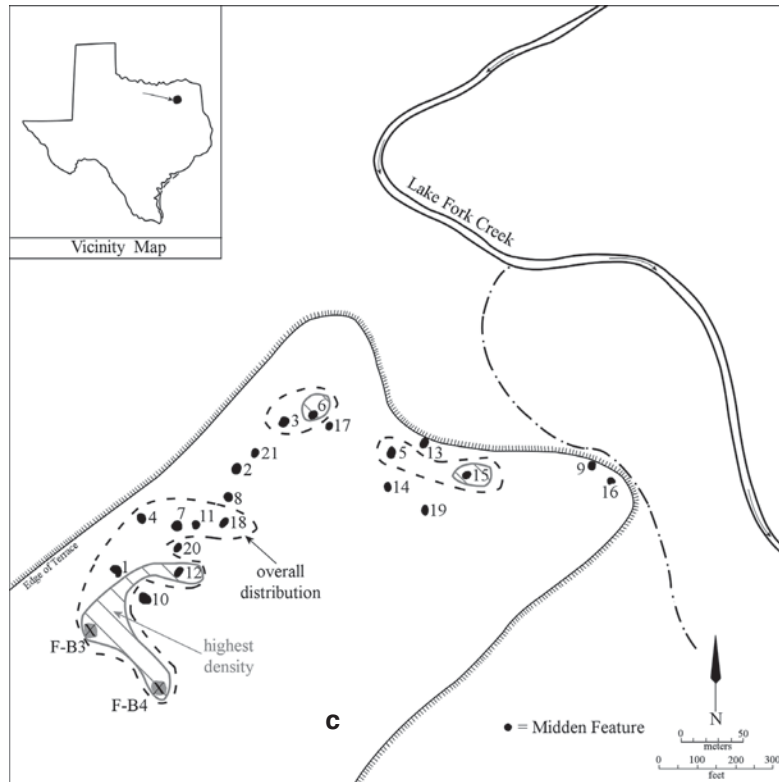 Vicinity Map
Lake Fork Creek
6
3
17
21
2
5
13
15
9
16
14
19
8
4
7
11
18
20
Edge of Terrace
1
12
overall
distribution
10
F-B3
X
highest
density
F-B4
X
c
● = Midden Feature
N
0 50
meters
0 100 200 300
feet